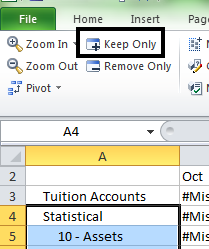 File Home Insert
Zoom In Keep Only
Zoom Out Remove Only
Pivot
A4
A
2 Oct
3 Tuition Accounts #Mis
4 Statistical #Mis
5 10 - Assets #Mis